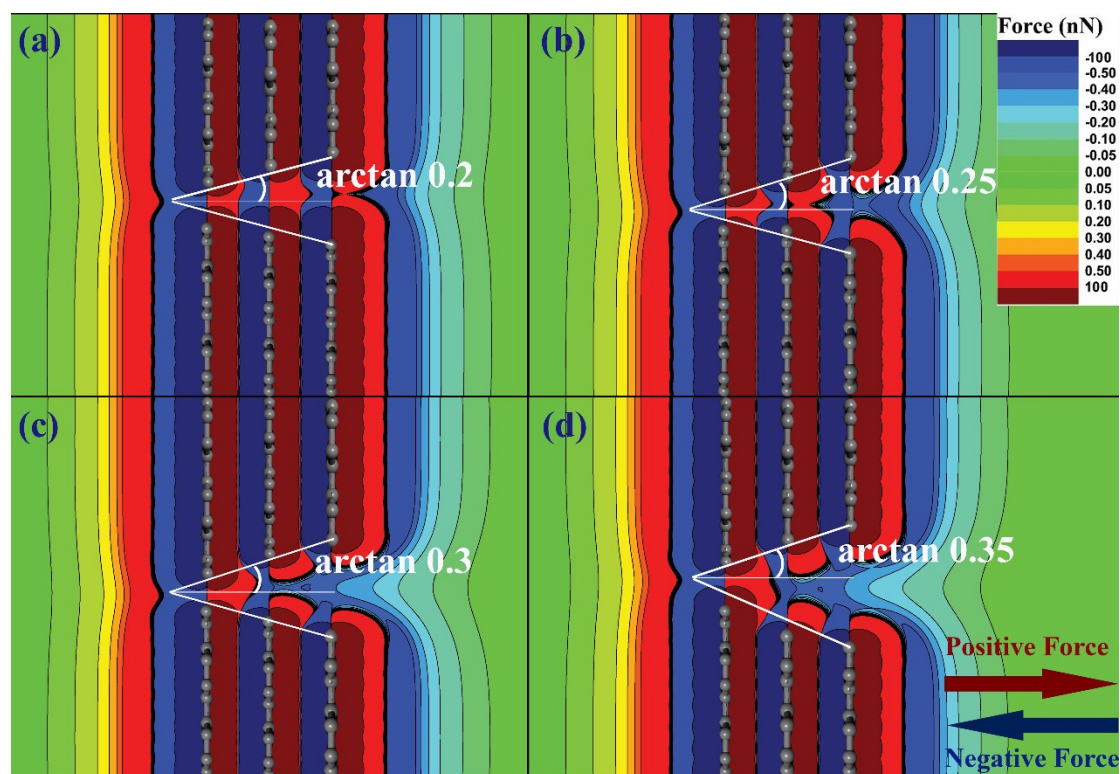 (a)
(b)
Force (nN)
-100
-0.50
-0.40
-0.30
-0.20
-0.10
-0.05
0.00
0.05
0.10
0.20
0.30
0.40
0.50
100
arctan 0.2
arctan 0.25
(c)
(d)
arctan 0.3
arctan 0.35
Positive Force
Negative Force